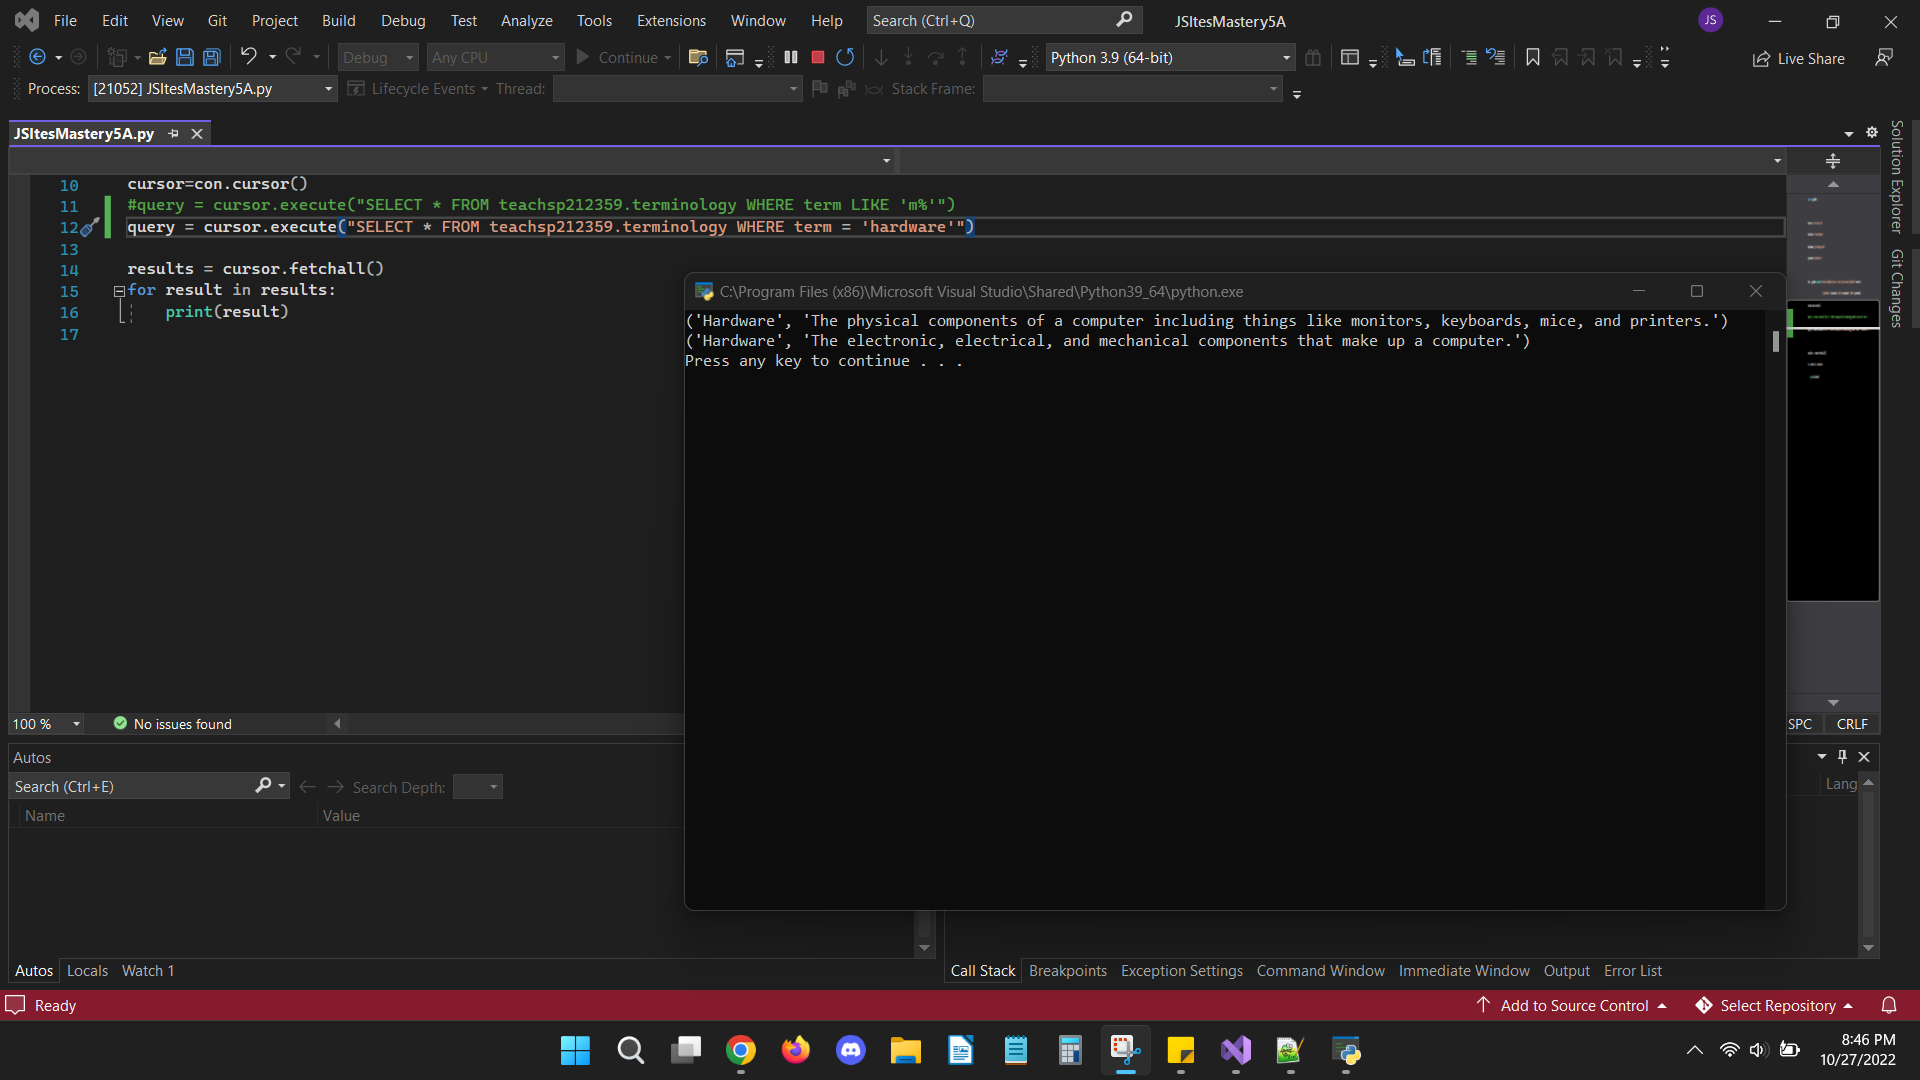 File Edit View Git Project Build Debug Test Analyze Tools Extensions Window Help Search (Ctrl+Q) JSItesMastery5A JS
Debug Any CPU Continue Python 3.9 (64-bit) Live Share
Process: [21052] JSItesMastery5A.py Lifecycle Events Thread: Stack Frame:
JSItesMastery5A.py
Solution Explorer
Git Changes
10 cursor=con.cursor()
11 #query = cursor.execute("SELECT * FROM teachsp212359.terminology WHERE term LIKE 'm%'")
12 query = cursor.execute("SELECT * FROM teachsp212359.terminology WHERE term = 'hardware'")
13
14 results = cursor.fetchall()
15 for result in results:
16 print(result)
17
C:\Program Files (x86)\Microsoft Visual Studio\Shared\Python39_64\python.exe
('Hardware', 'The physical components of a computer including things like monitors, keyboards, mice, and printers.')
('Hardware', 'The electronic, electrical, and mechanical components that make up a computer.')
Press any key to continue . . .
100 % No issues found SPC CRLF
Autos
Search (Ctrl+E) Search Depth:
Name Value Lang
Autos Locals Watch 1
Call Stack Breakpoints Exception Settings Command Window Immediate Window Output Error List
Ready Add to Source Control Select Repository
8:46 PM
10/27/2022